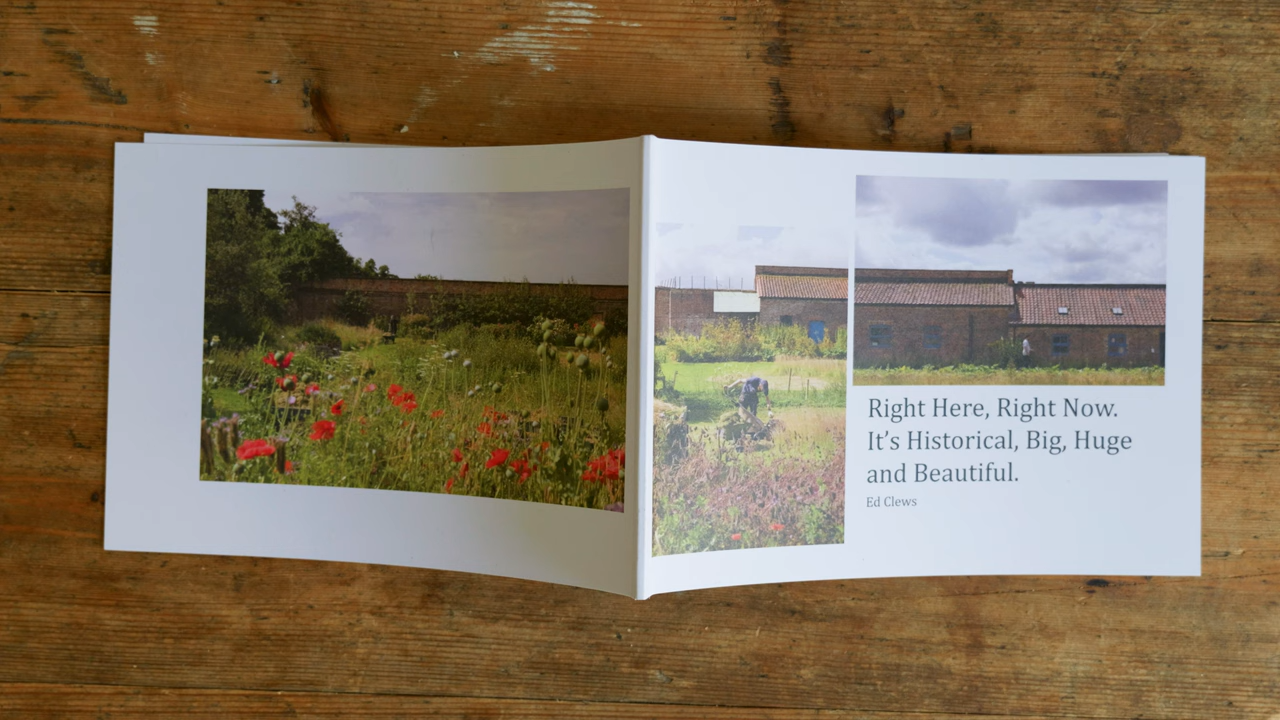 Right Here, Right Now.
It's Historical, Big, Huge
and Beautiful.
Ed Clews